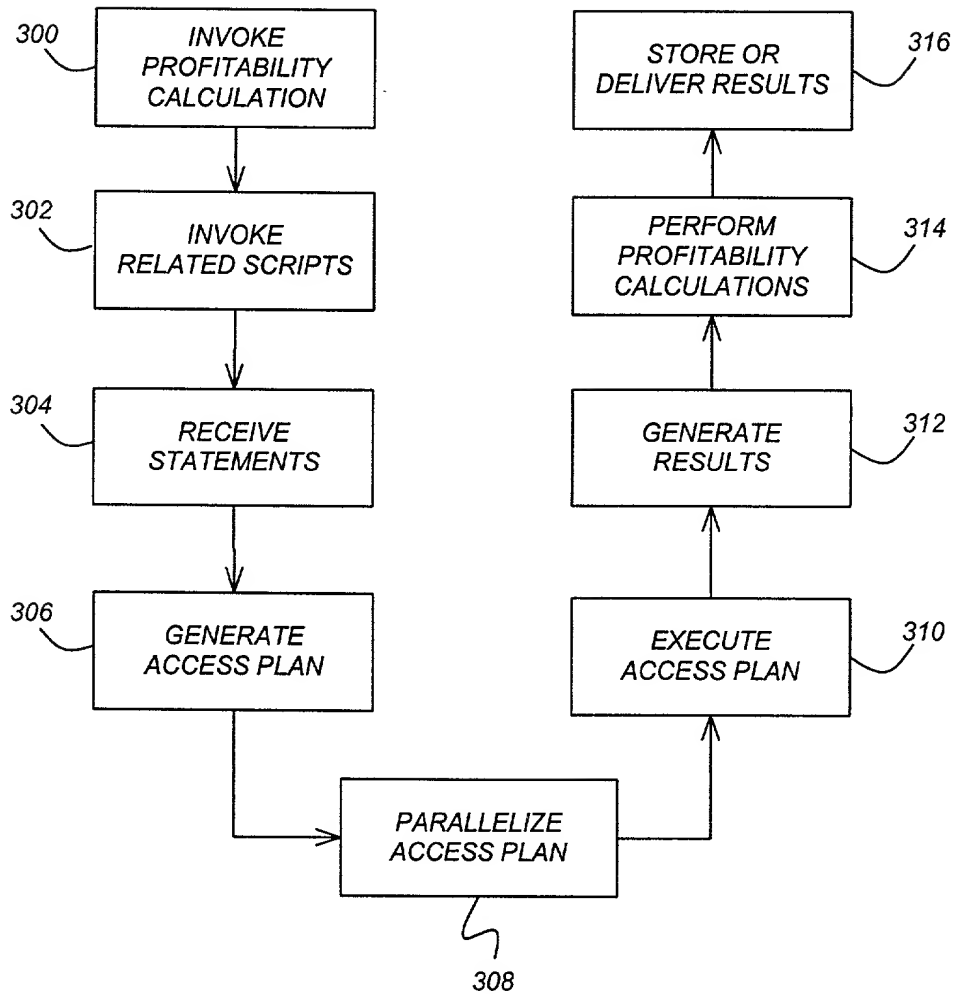 300
INVOKE
PROFITABILITY
CALCULATION
302
INVOKE
RELATED SCRIPTS
304
RECEIVE
STATEMENTS
306
GENERATE
ACCESS PLAN
PARALLELIZE
ACCESS PLAN
308
EXECUTE
ACCESS PLAN
310
GENERATE
RESULTS
312
PERFORM
PROFITABILITY
CALCULATIONS
314
STORE OR
DELIVER RESULTS
316